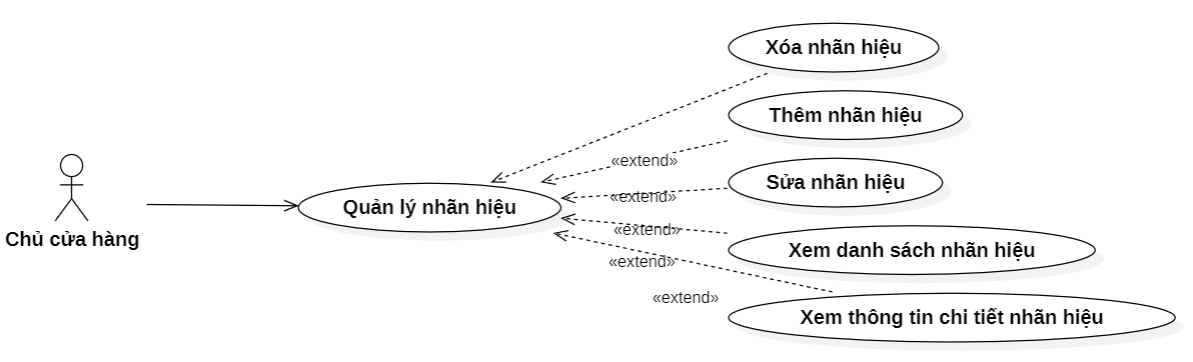 Xóa nhãn hiệu
Thêm nhãn hiệu
«extend»
Sửa nhãn hiệu
«extend»
Quản lý nhãn hiệu
«extend»
Chủ cửa hàng
Xem danh sách nhãn hiệu
«extend»
«extend»
Xem thông tin chi tiết nhãn hiệu